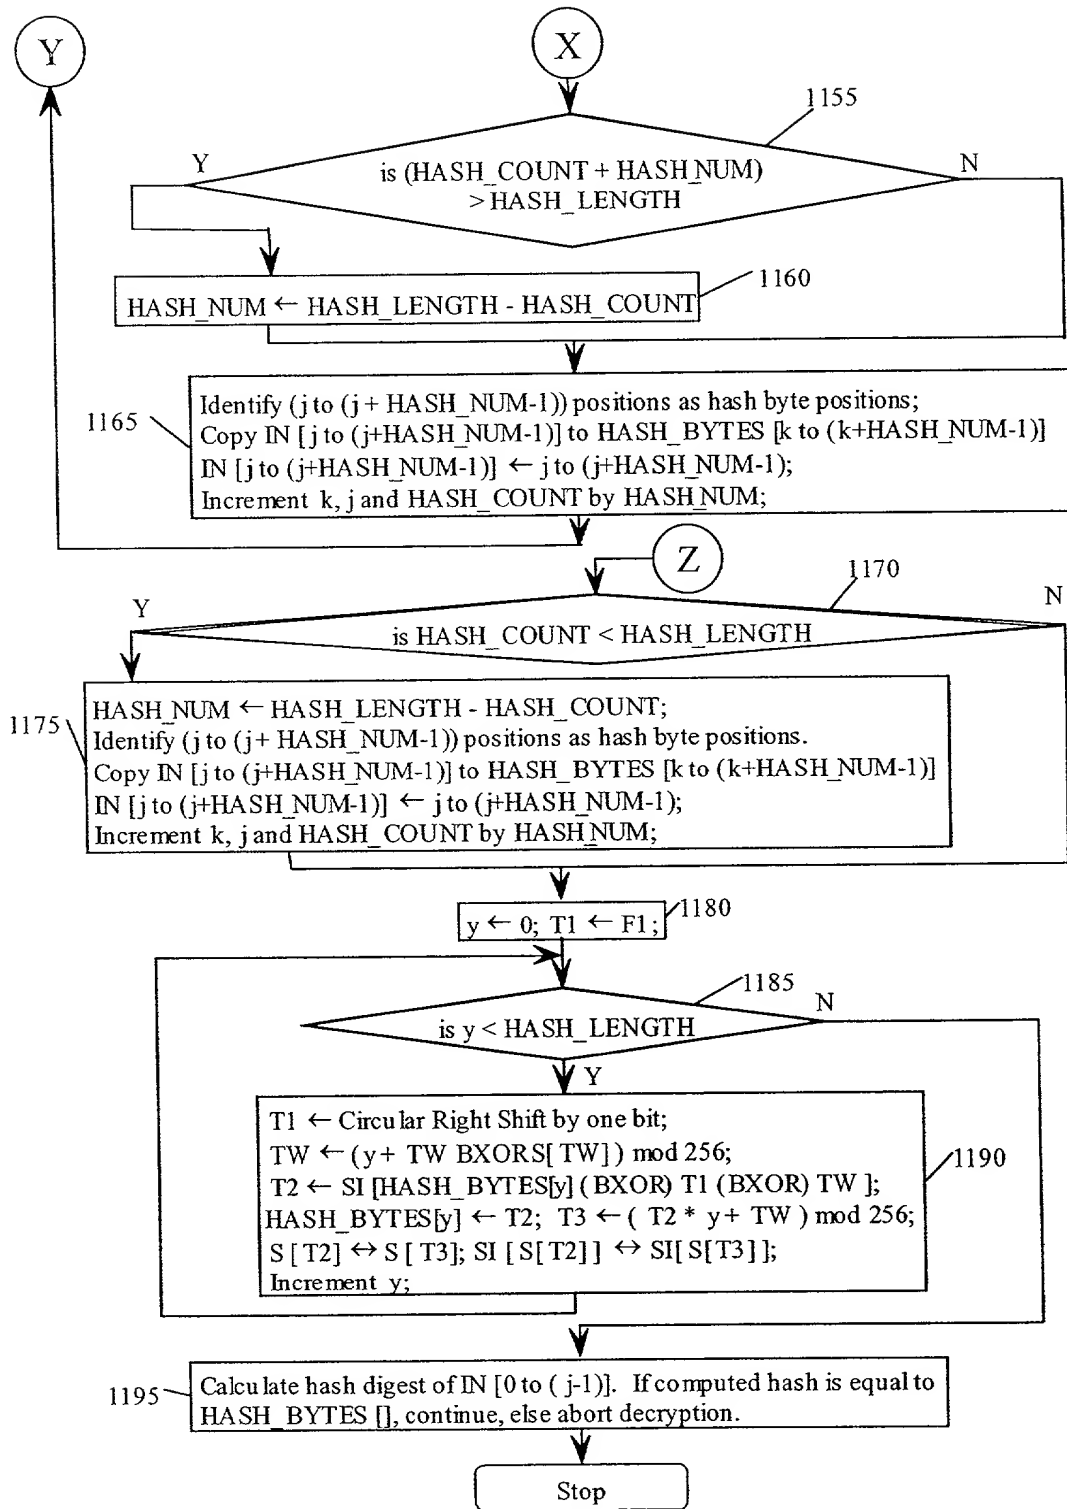 Y
X
1155
Y
N
is (HASH_COUNT + HASH NUM)
> HASH_LENGTH
1160
HASH_NUM ← HASH_LENGTH - HASH_COUNT
1165
Identify (j to (j + HASH_NUM-1)) positions as hash byte positions;
Copy IN [j to (j+HASH_NUM-1)] to HASH_BYTES [k to (k+HASH_NUM-1)]
IN [j to (j+HASH_NUM-1)] ← j to (j+HASH_NUM-1);
Increment k, j and HASH_COUNT by HASH NUM;
Z
1170
Y
N
is HASH_COUNT < HASH_LENGTH
1175
HASH_NUM ← HASH_LENGTH - HASH_COUNT;
Identify (j to (j + HASH_NUM-1)) positions as hash byte positions.
Copy IN [j to (j+HASH_NUM-1)] to HASH_BYTES [k to (k+HASH_NUM-1)]
IN [j to (j+HASH_NUM-1)] ← j to (j+HASH_NUM-1);
Increment k, j and HASH_COUNT by HASH NUM;
y ← 0; T1 ← F1;
1180
1185
N
is y < HASH_LENGTH
Y
T1 ← Circular Right Shift by one bit;
TW ← (y + TW BXORS[ TW] ) mod 256;
1190
T2 ← SI [HASH_BYTES[y] (BXOR) T1 (BXOR) TW ];
HASH_BYTES[y] ← T2; T3 ← ( T2 * y + TW ) mod 256;
S [ T2] ↔ S [ T3]; SI [ S[ T2] ] ↔ SI[ S[T3] ];
Increment y;
1195
Calculate hash digest of IN [0 to ( j-1)]. If computed hash is equal to
HASH_BYTES [], continue, else abort decryption.
Stop